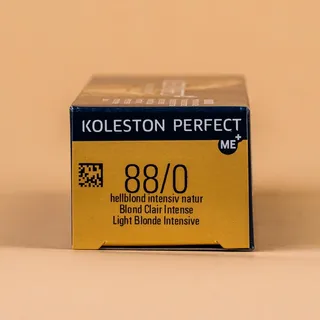 KOLESTON PERFECT
ME+
88/0
hellblond intensiv natur
Blond Clair Intense
Light Blonde Intensive